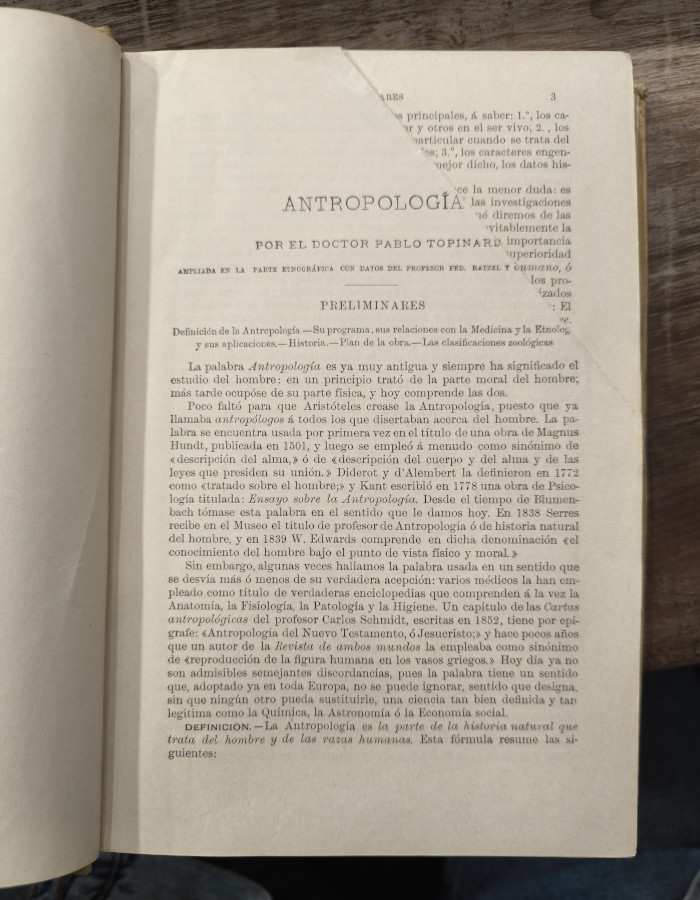 ARES 3
s principales, á saber: 1.º, los ca-
r y otros en el ser vivo; 2. , los
articular cuando se trata del
es; 3.º, los caracteres engen-
mejor dicho, los datos his-
ce la menor duda: es
las investigaciones
ué diremos de las
vitablemente la
importancia
uperioridad
umano, ó
los pro-
izados
: El
ANTROPOLOGÍA
POR EL DOCTOR PABLO TOPINARD
AMPLIADA EN LA PARTE ETNOGRÁFICA CON DATOS DEL PROFESOR FED. RATZEL Y
PRELIMINARES
Definición de la Antropología.—Su programa, sus relaciones con la Medicina y la Etnolog
y sus aplicaciones.—Historia.—Plan de la obra.—Las clasificaciones zoológicas
La palabra Antropología es ya muy antigua y siempre ha significado el
estudio del hombre: en un principio trató de la parte moral del hombre;
más tarde ocupóse de su parte física, y hoy comprende las dos.
Poco faltó para que Aristóteles crease la Antropología, puesto que ya
llamaba antropólogos á todos los que disertaban acerca del hombre. La pa-
labra se encuentra usada por primera vez en el título de una obra de Magnus
Hundt, publicada en 1501, y luego se empleó á menudo como sinónimo de
«descripción del alma,» ó de «descripción del cuerpo y del alma y de las
leyes que presiden su unión.» Diderot y d'Alembert la definieron en 1772
como «tratado sobre el hombre;» y Kant escribió en 1778 una obra de Psico-
logía titulada: Ensayo sobre la Antropología. Desde el tiempo de Blumen-
bach tómase esta palabra en el sentido que le damos hoy. En 1838 Serres
recibe en el Museo el título de profesor de Antropología ó de historia natural
del hombre, y en 1839 W. Edwards comprende en dicha denominación «el
conocimiento del hombre bajo el punto de vista físico y moral.»
Sin embargo, algunas veces hallamos la palabra usada en un sentido que
se desvía más ó menos de su verdadera acepción: varios médicos la han em-
pleado como título de verdaderas enciclopedias que comprenden á la vez la
Anatomía, la Fisiología, la Patología y la Higiene. Un capítulo de las Cartas
antropológicas del profesor Carlos Schmidt, escritas en 1852, tiene por epí-
grafe: «Antropología del Nuevo Testamento, ó Jesucristo;» y hace pocos años
que un autor de la Revista de ambos mundos la empleaba como sinónimo
de «reproducción de la figura humana en los vasos griegos.» Hoy día ya no
son admisibles semejantes discordancias, pues la palabra tiene un sentido
que, adoptado ya en toda Europa, no se puede ignorar, sentido que designa,
sin que ningún otro pueda sustituirle, una ciencia tan bien definida y tan
legítima como la Química, la Astronomía ó la Economía social.
DEFINICIÓN.—La Antropología es la parte de la historia natural que
trata del hombre y de las razas humanas. Esta fórmula resume las si-
guientes: